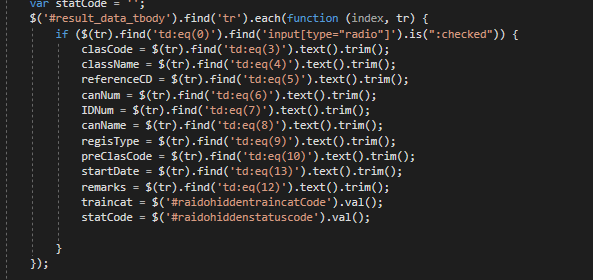 var statCode = '';
$('#result_data_tbody').find('tr').each(function (index, tr) {
if ($(tr).find('td:eq(0)').find('input[type="radio"]').is(":checked")) {
clasCode = $(tr).find('td:eq(3)').text().trim();
className = $(tr).find('td:eq(4)').text().trim();
referenceCD = $(tr).find('td:eq(5)').text().trim();
canNum = $(tr).find('td:eq(6)').text().trim();
IDNum = $(tr).find('td:eq(7)').text().trim();
canName = $(tr).find('td:eq(8)').text().trim();
regisType = $(tr).find('td:eq(9)').text().trim();
preClasCode = $(tr).find('td:eq(10)').text().trim();
startDate = $(tr).find('td:eq(13)').text().trim();
remarks = $(tr).find('td:eq(12)').text().trim();
traincat = $('#raidohiddentraincatCode').val();
statCode = $('#raidohiddenstatuscode').val();
}
});